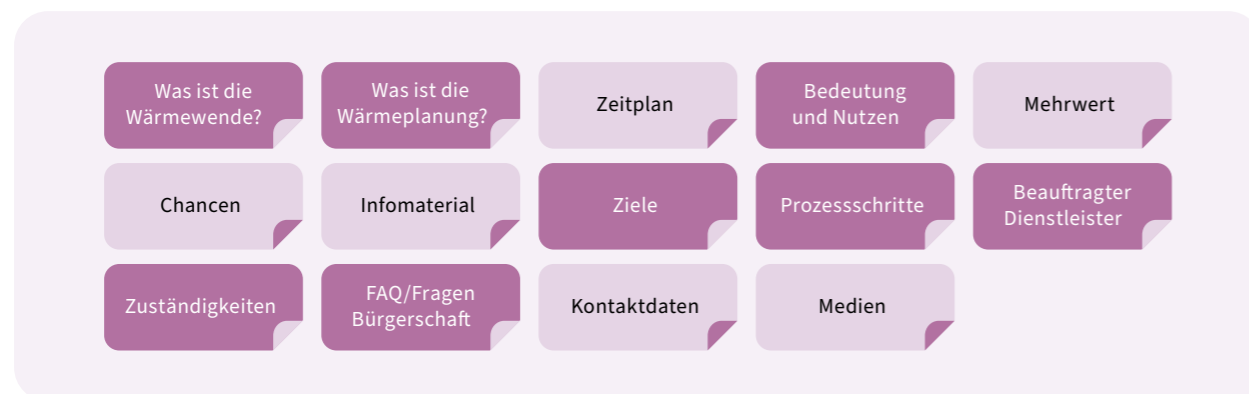 Was ist die
Wärmewende?
Was ist die
Wärmeplanung?
Zeitplan
Bedeutung
und Nutzen
Mehrwert
Chancen
Infomaterial
Ziele
Prozessschritte
Beauftragter
Dienstleister
Zuständigkeiten
FAQ/Fragen
Bürgerschaft
Kontaktdaten
Medien